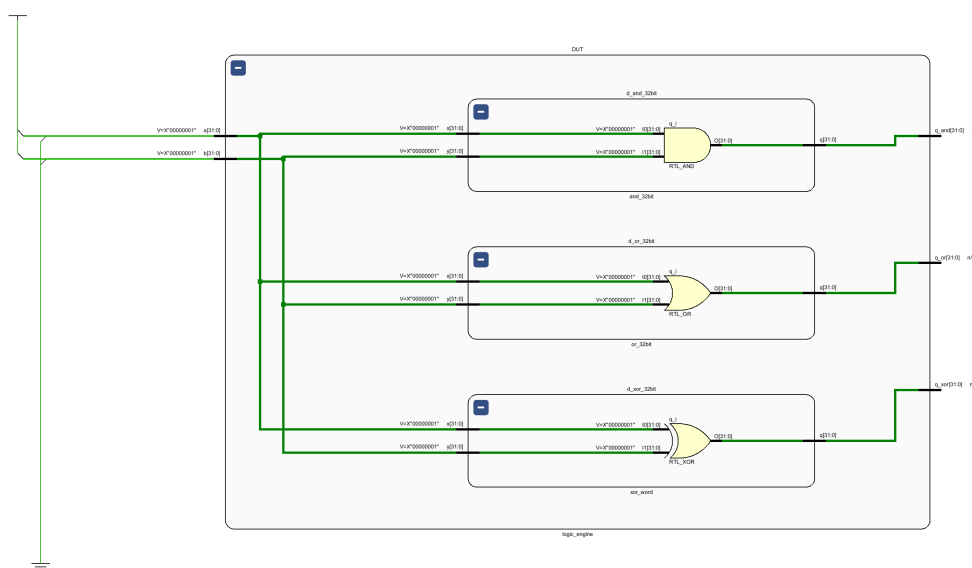 DUT
d_and_32bit
V=X"00000001" a[31:0]
V=X"00000001" b[31:0]
V=X"00000001" x[31:0]
V=X"00000001" y[31:0]
V=X"00000001" I0[31:0]
V=X"00000001" I1[31:0]
q_i
O[31:0]
RTL_AND
q[31:0]
q_and[31:0]
and_32bit
d_or_32bit
V=X"00000001" x[31:0]
V=X"00000001" y[31:0]
V=X"00000001" I0[31:0]
V=X"00000001" I1[31:0]
q_i
O[31:0]
RTL_OR
q[31:0]
q_or[31:0] n/
or_32bit
d_xor_32bit
V=X"00000001" x[31:0]
V=X"00000001" y[31:0]
V=X"00000001" I0[31:0]
V=X"00000001" I1[31:0]
q_i
O[31:0]
RTL_XOR
q[31:0]
q_xor[31:0]
xor_word
logic_engine